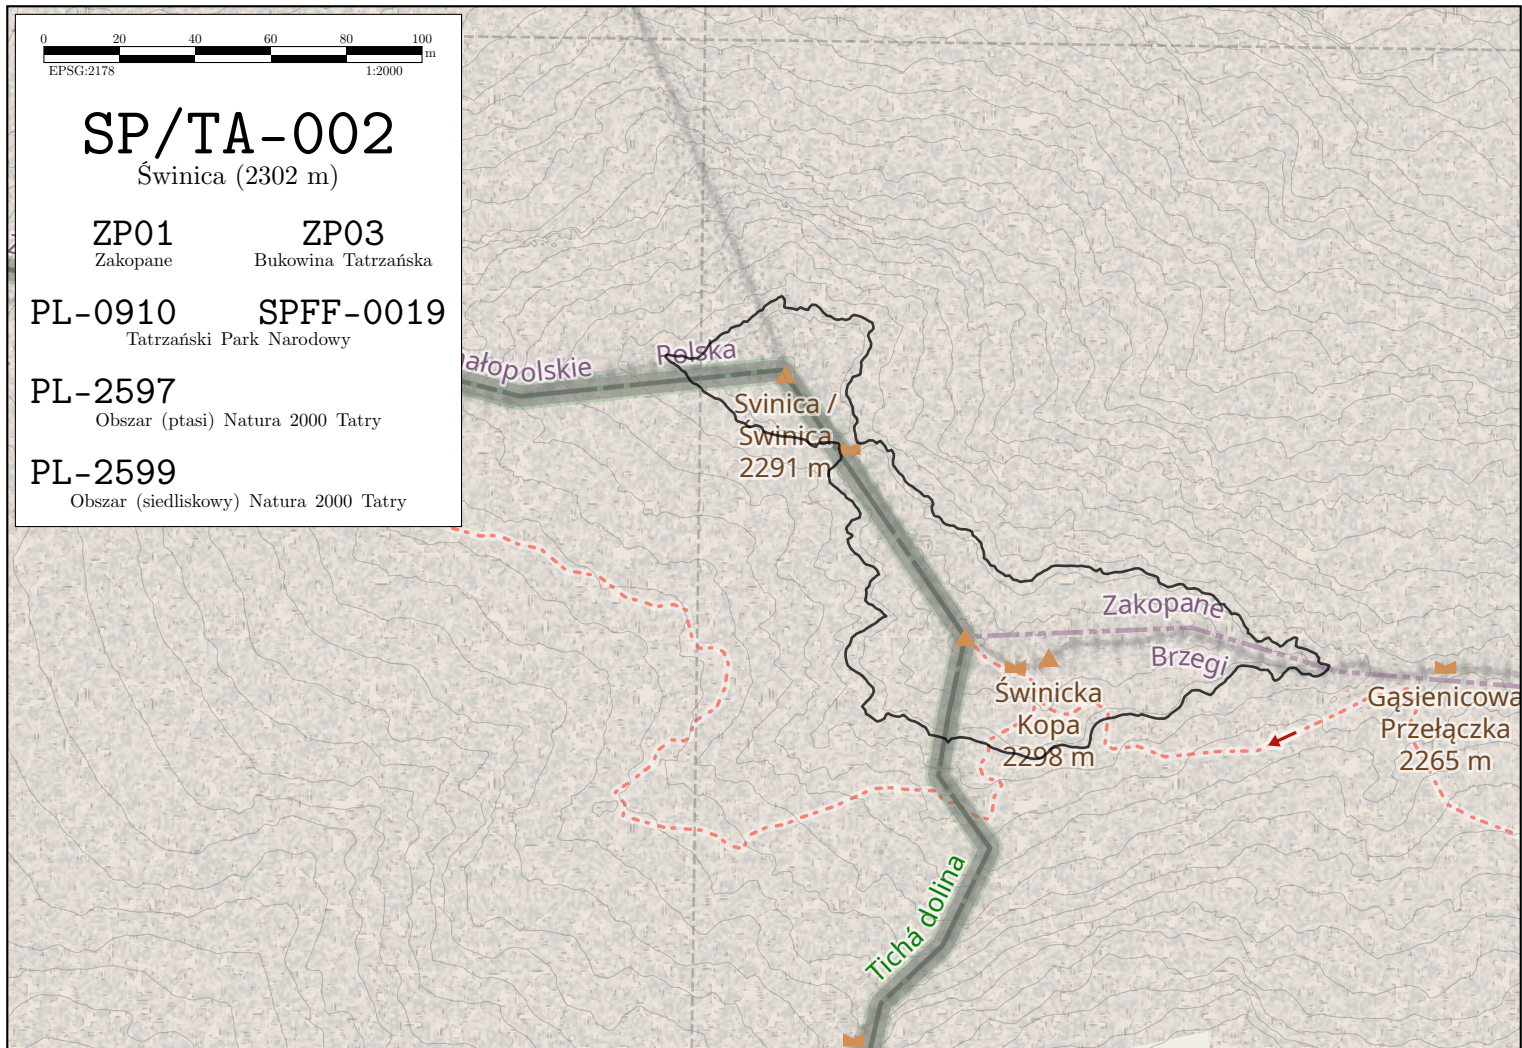 0 20 40 60 80 100
m
EPSG:2178 1:2000
SP/TA-002
Świnica (2302 m)
ZP01 ZP03
Zakopane Bukowina Tatrzańska
PL-0910 SPFF-0019
Tatrzański Park Narodowy
PL-2597
Obszar (ptasi) Natura 2000 Tatry
PL-2599
Obszar (siedliskowy) Natura 2000 Tatry
małopolskie
Polska
Svinica /
Świnica
2291 m
Zakopane
Brzegi
Świnicka
Kopa
2298 m
Gąsienicowa
Przełączka
2265 m
Tichá dolina